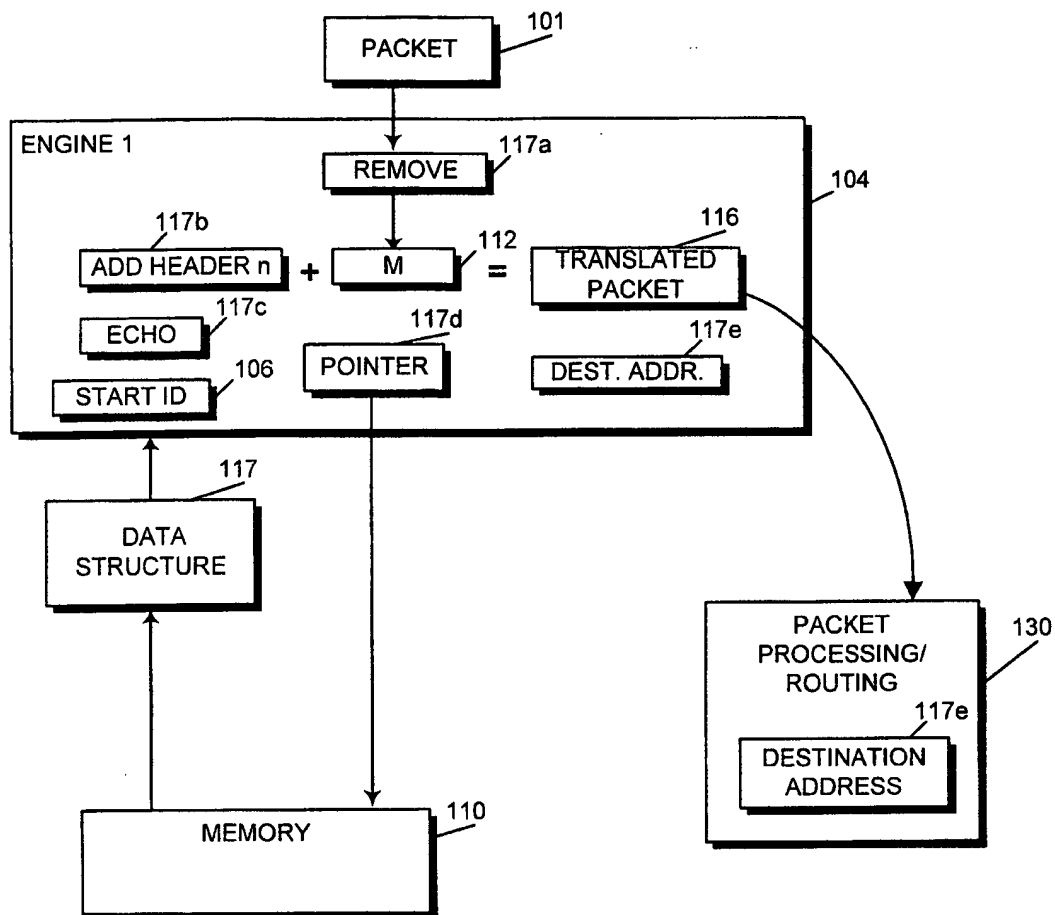 101
PACKET
ENGINE 1
117a
REMOVE
104
117b
112
116
ADD HEADER n + M = TRANSLATED
PACKET
117c
ECHO
117d
POINTER
117e
DEST. ADDR.
106
START ID
117
DATA
STRUCTURE
PACKET
PROCESSING/
ROUTING
130
117e
DESTINATION
ADDRESS
110
MEMORY